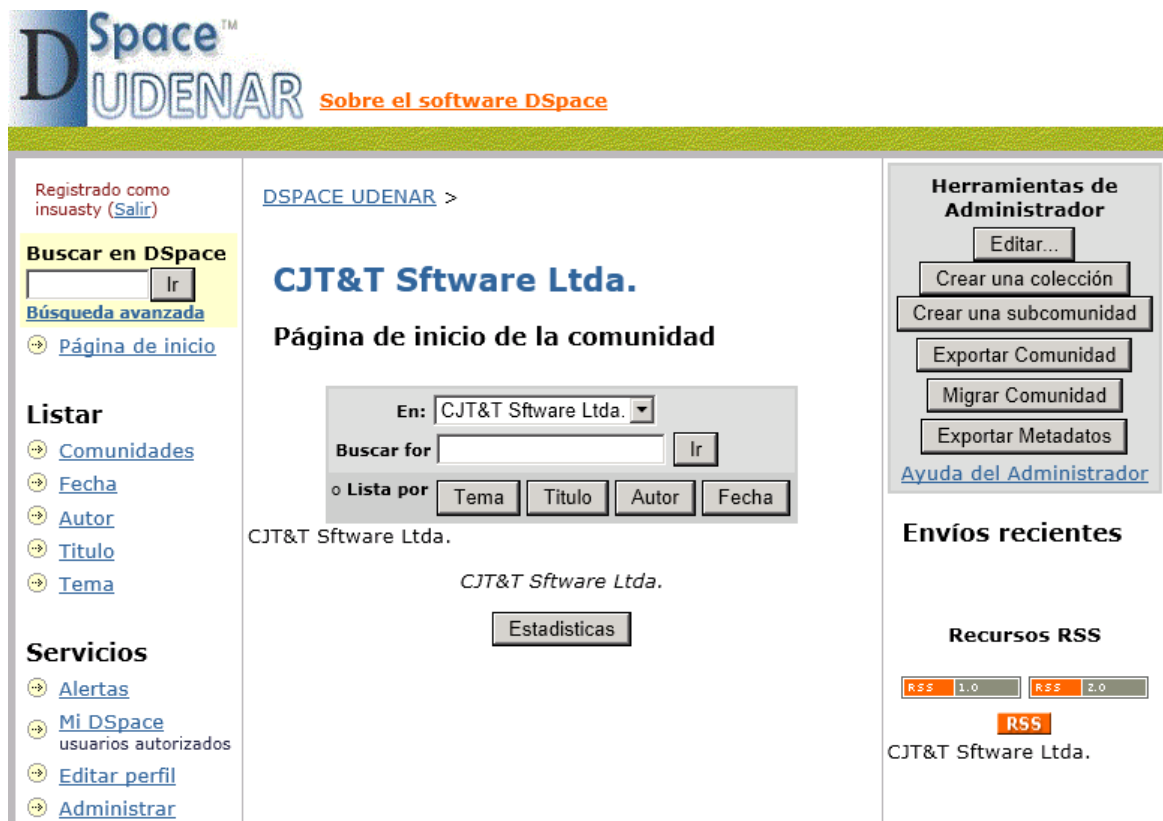 DSpace™
UDENAR
Sobre el software DSpace
Registrado como
insuasty (Salir)
Buscar en DSpace
Ir
Búsqueda avanzada
Página de inicio
Listar
Comunidades
Fecha
Autor
Titulo
Tema
Servicios
Alertas
Mi DSpace
usuarios autorizados
Editar perfil
Administrar
DSPACE UDENAR >
CJT&T Sftware Ltda.
Página de inicio de la comunidad
En: CJT&T Sftware Ltda.
Buscar for Ir
o Lista por Tema Titulo Autor Fecha
CJT&T Sftware Ltda.
CJT&T Sftware Ltda.
Estadisticas
Herramientas de
Administrador
Editar...
Crear una colección
Crear una subcomunidad
Exportar Comunidad
Migrar Comunidad
Exportar Metadatos
Ayuda del Administrador
Envíos recientes
Recursos RSS
RSS 1.0 RSS 2.0
RSS
CJT&T Sftware Ltda.